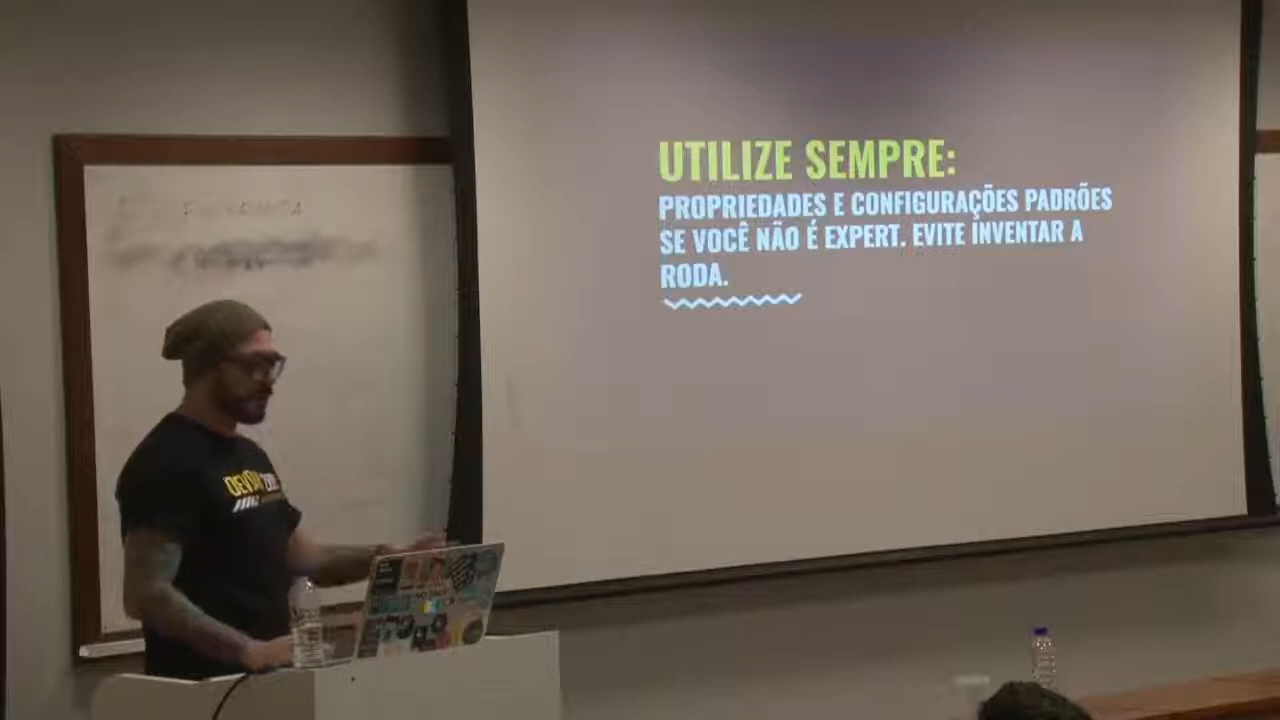 UTILIZE SEMPRE:
PROPRIEDADES E CONFIGURAÇÕES PADRÕES
SE VOCÊ NÃO É EXPERT. EVITE INVENTAR A
RODA.